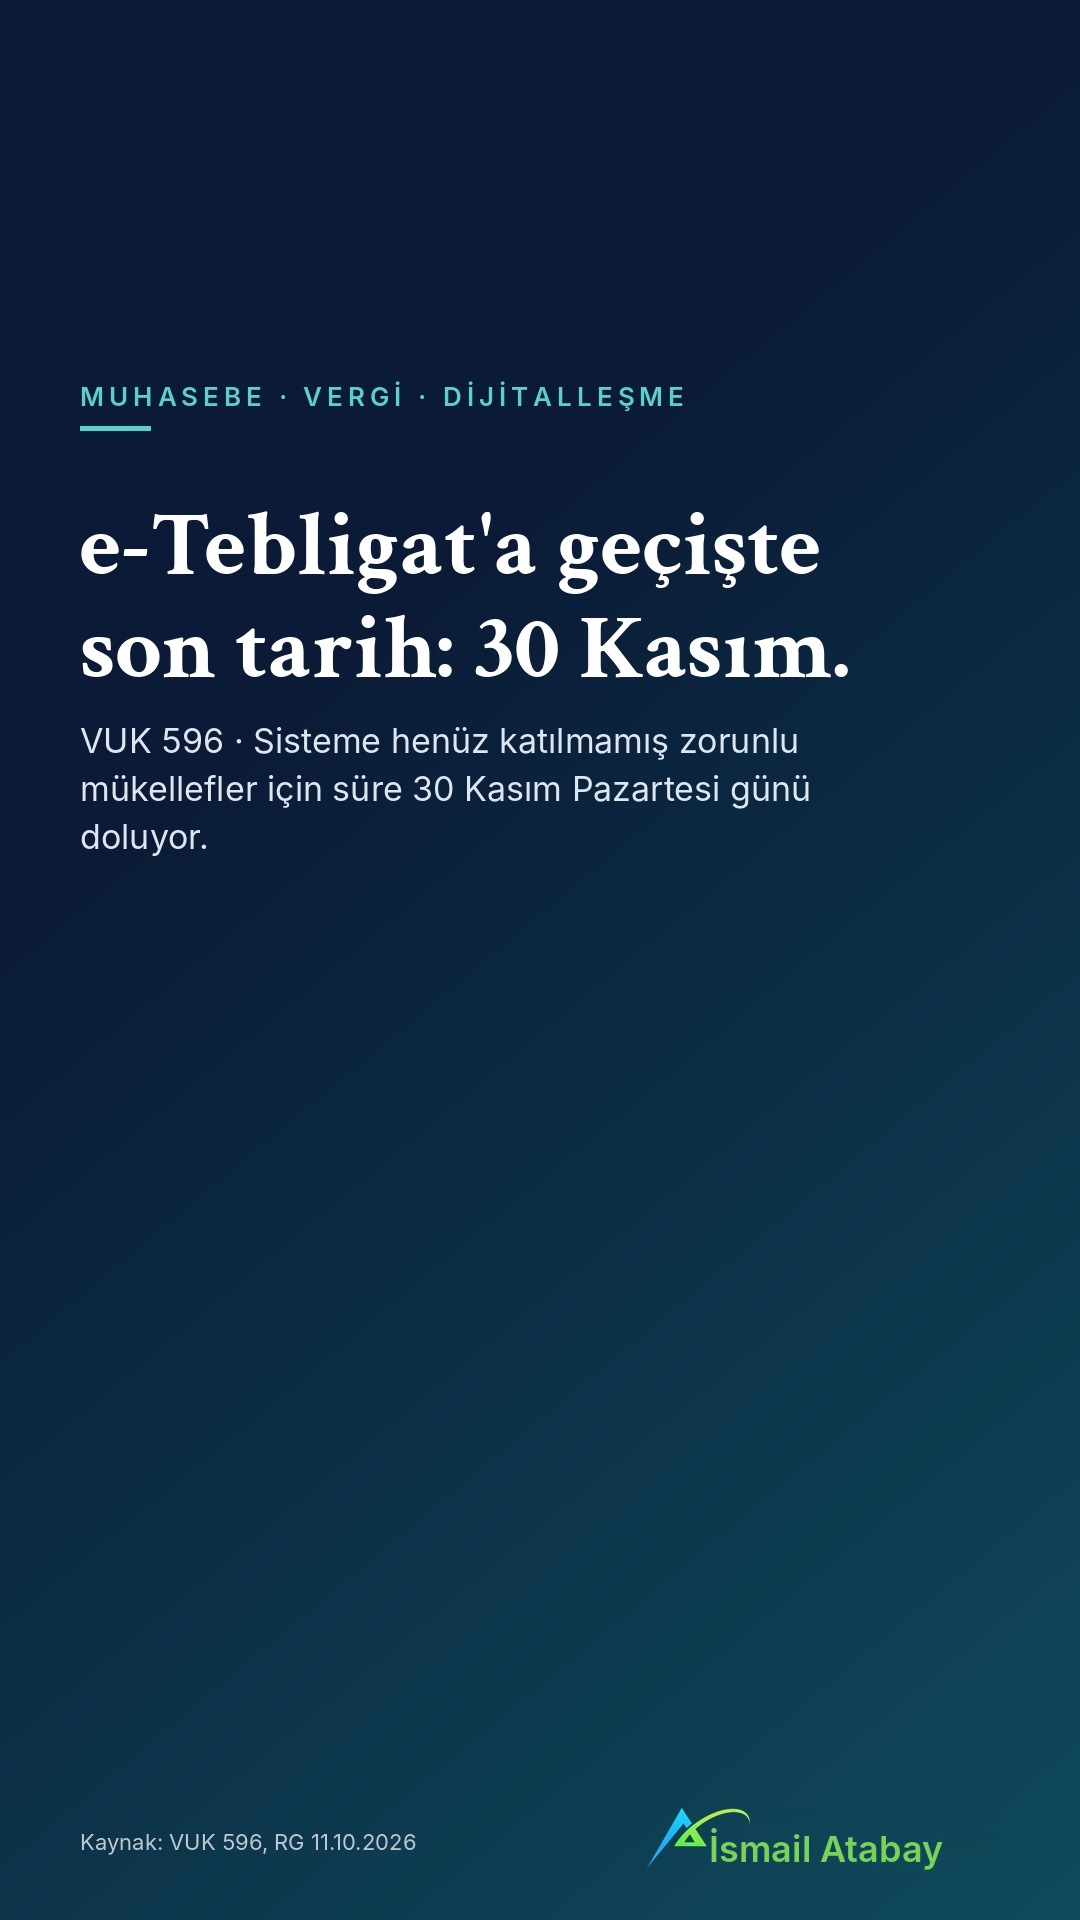 MUHASEBE · VERGİ · DİJİTALLEŞME
e-Tebligat'a geçişte
son tarih: 30 Kasım.
VUK 596 · Sisteme henüz katılmamış zorunlu
mükellefler için süre 30 Kasım Pazartesi günü
doluyor.
Kaynak: VUK 596, RG 11.10.2026
İsmail Atabay